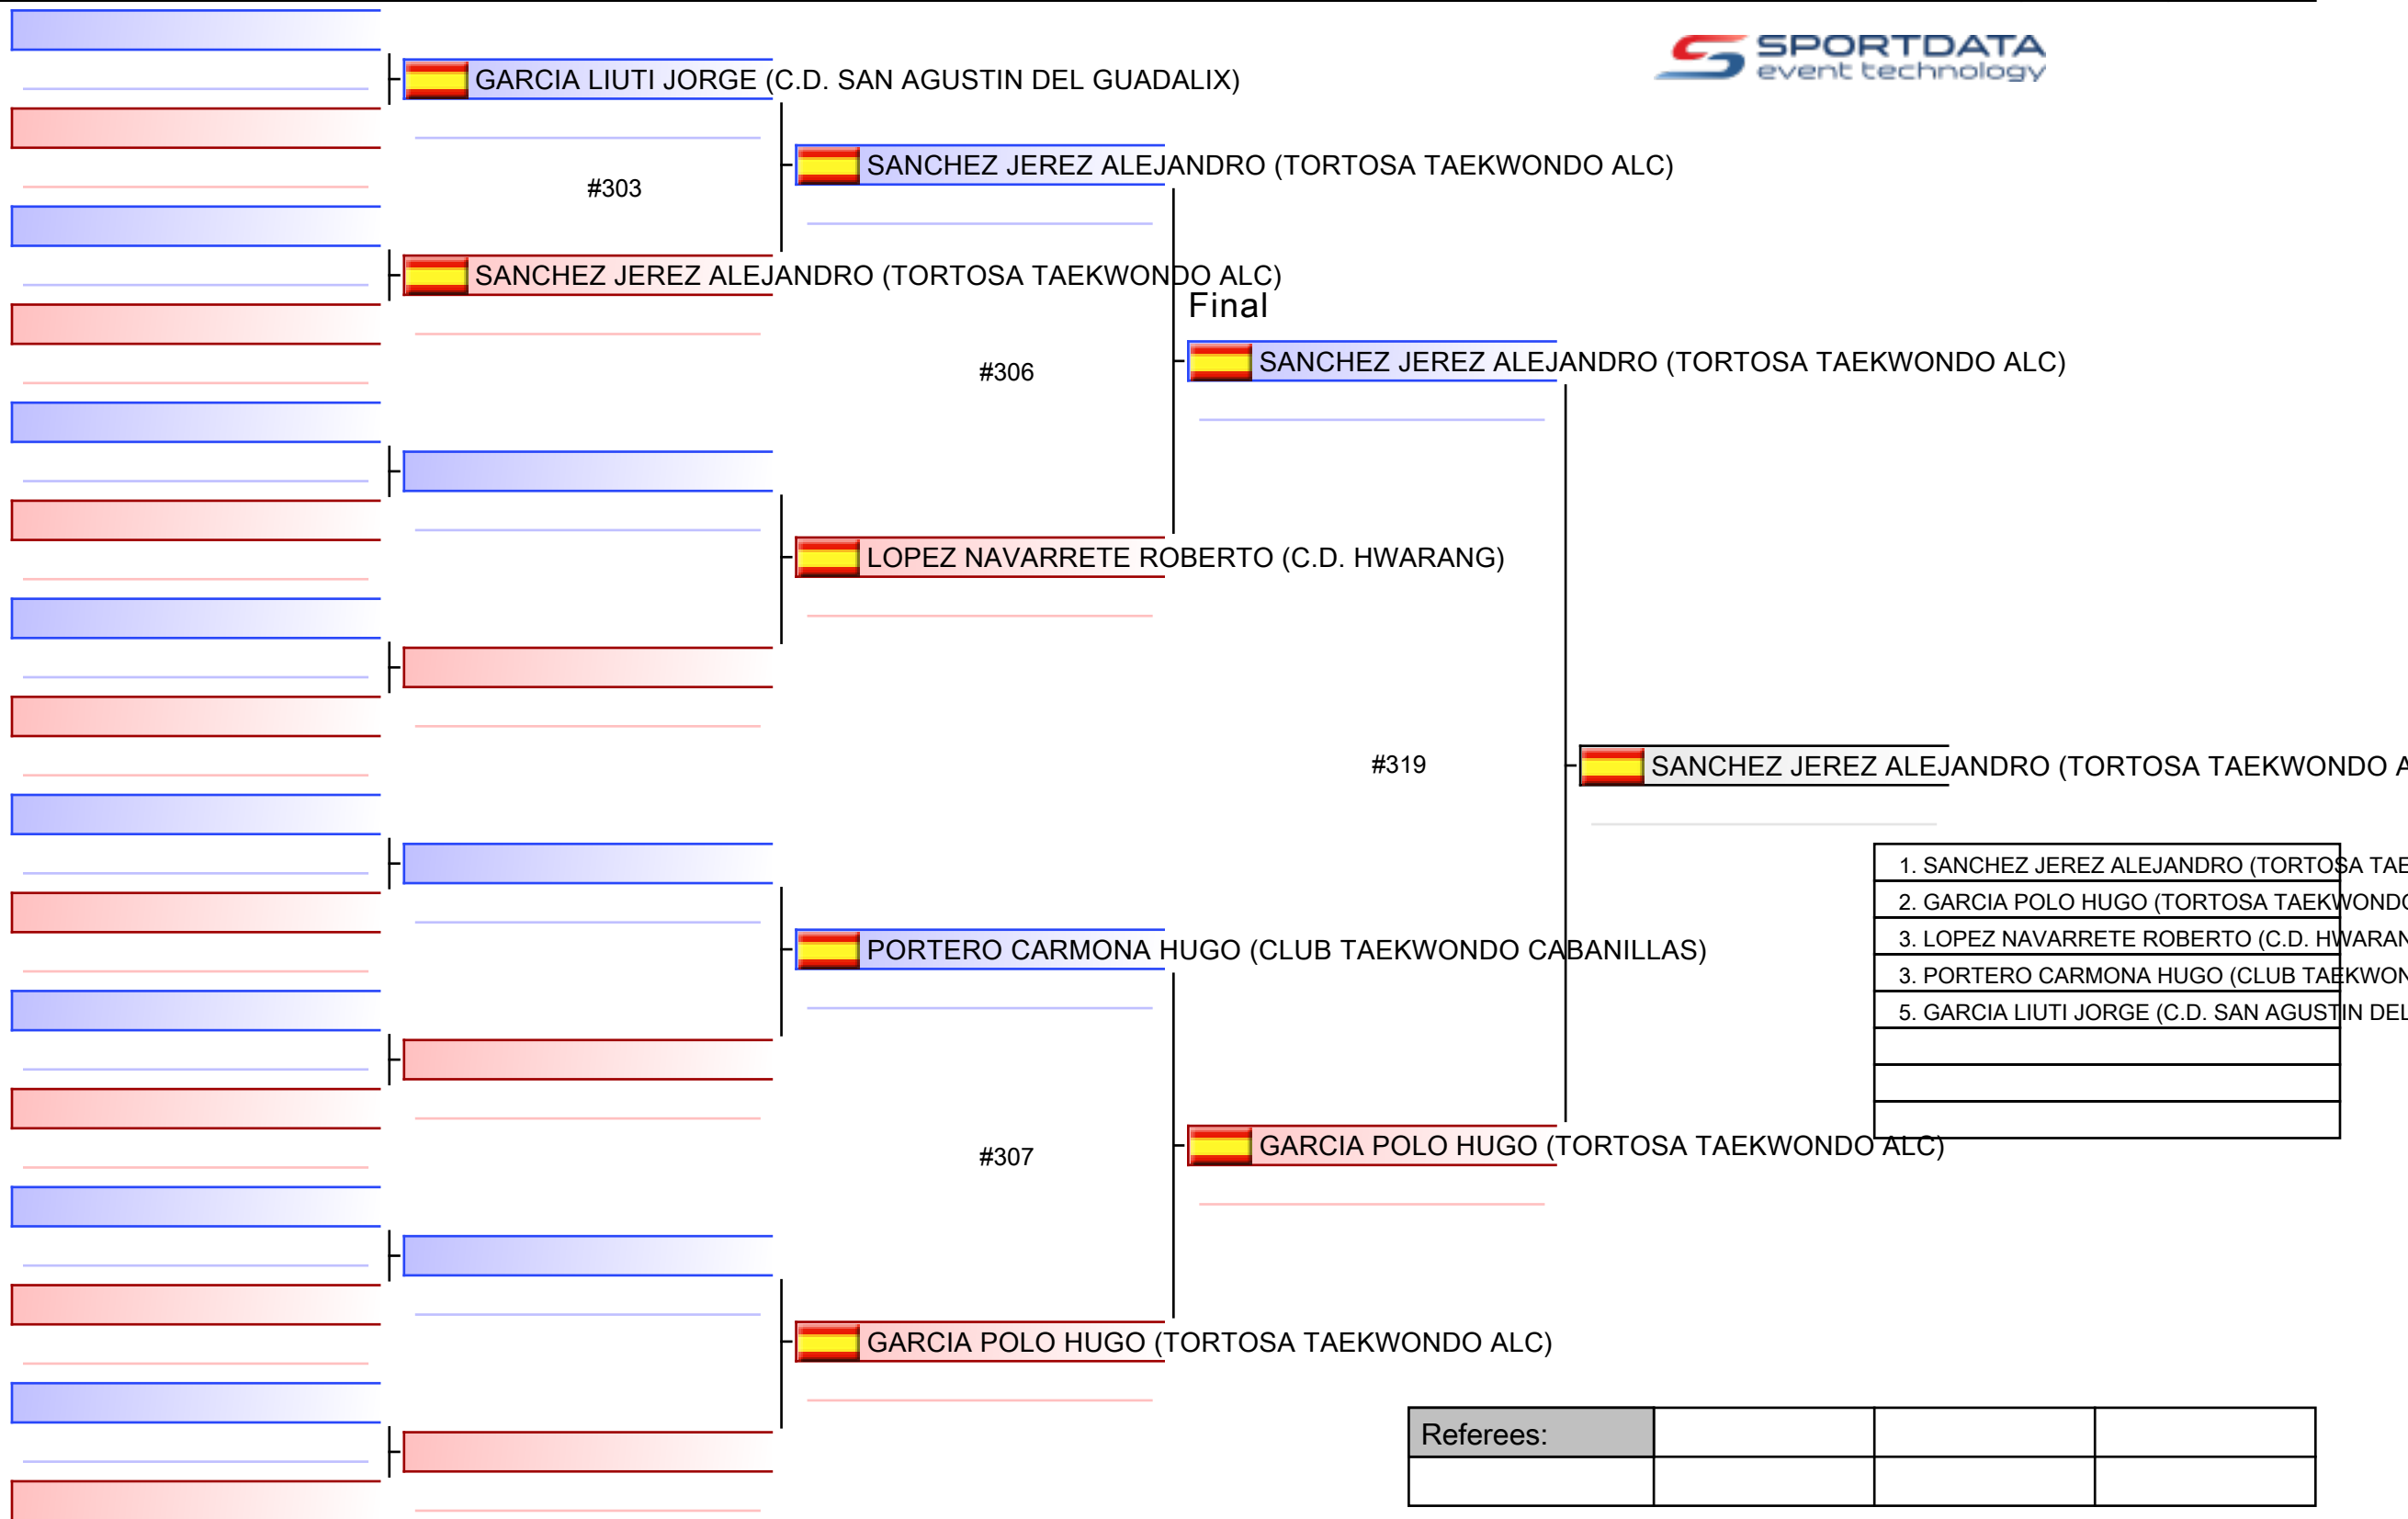 SPORTDATA
event technology
GARCIA LIUTI JORGE (C.D. SAN AGUSTIN DEL GUADALIX)
SANCHEZ JEREZ ALEJANDRO (TORTOSA TAEKWONDO ALC)
#303
SANCHEZ JEREZ ALEJANDRO (TORTOSA TAEKWONDO ALC)
Final
SANCHEZ JEREZ ALEJANDRO (TORTOSA TAEKWONDO ALC)
#306
LOPEZ NAVARRETE ROBERTO (C.D. HWARANG)
#319
SANCHEZ JEREZ ALEJANDRO (TORTOSA TAEKWONDO A
1. SANCHEZ JEREZ ALEJANDRO (TORTOSA TAE
2. GARCIA POLO HUGO (TORTOSA TAEKWONDO
3. LOPEZ NAVARRETE ROBERTO (C.D. HWARAN
3. PORTERO CARMONA HUGO (CLUB TAEKWON
5. GARCIA LIUTI JORGE (C.D. SAN AGUSTIN DEL
PORTERO CARMONA HUGO (CLUB TAEKWONDO CABANILLAS)
GARCIA POLO HUGO (TORTOSA TAEKWONDO ALC)
#307
GARCIA POLO HUGO (TORTOSA TAEKWONDO ALC)
Referees: